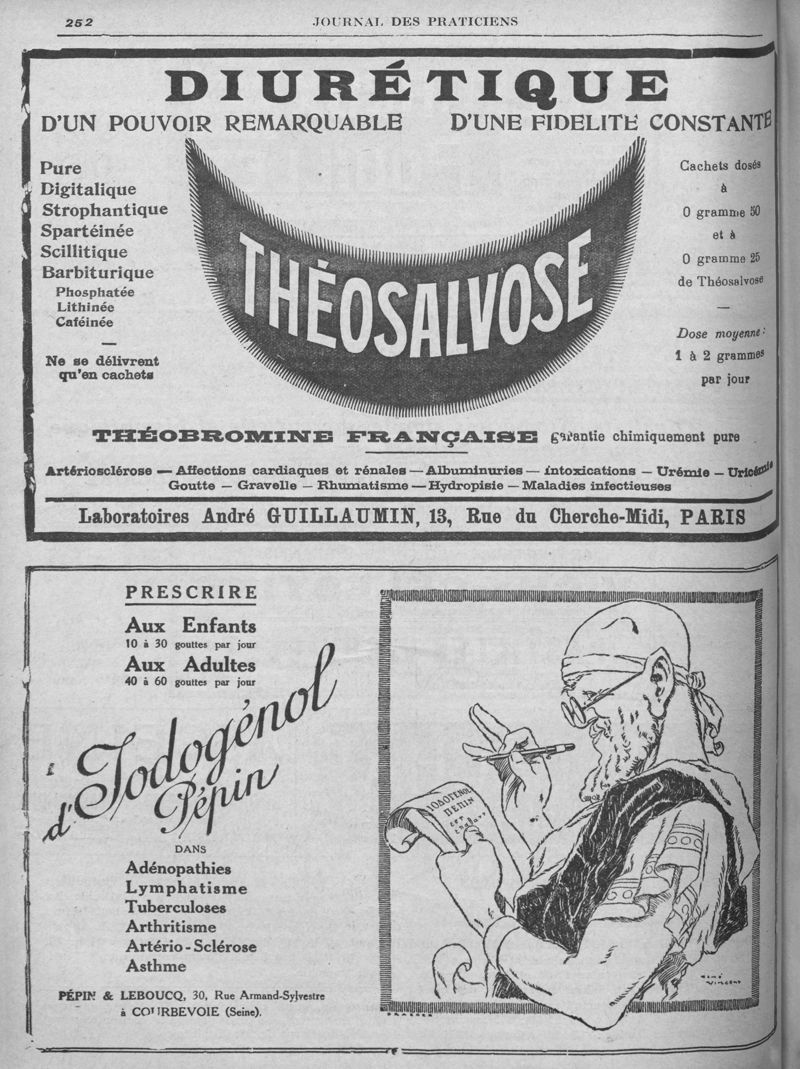 252
JOURNAL DES PRATICIENS
DIURÉTIQUE
D'UN POUVOIR REMARQUABLE D'UNE FIDELITÉ CONSTANTE
Pure
Digitalique
Strophantique
Spartéinée
Scillitique
Barbiturique
Phosphatée
Lithinée
Caféinée
Ne se délivrent
qu'en cachets
THÉOSALVOSE
Cachets dosés
à
0 gramme 50
et à
0 gramme 25
de Théosalvose
Dose moyenne:
1 à 2 grammes
par jour
THÉOBROMINE FRANÇAISE garantie chimiquement pure
Artériosclérose — Affections cardiaques et rénales — Albuminuries — Intoxications — Urémie — Uricémie
Goutte — Gravelle — Rhumatisme — Hydropisie — Maladies infectieuses
Laboratoires André GUILLAUMIN, 13, Rue du Cherche-Midi, PARIS
PRESCRIRE
Aux Enfants
10 à 30 gouttes par jour
Aux Adultes
40 à 60 gouttes par jour
d'Iodogénol
Pépin
DANS
Adénopathies
Lymphatisme
Tuberculoses
Arthritisme
Artério-Sclérose
Asthme
PÉPIN & LEBOUCQ, 30, Rue Armand-Sylvestre
à COURBEVOIE (Seine).
IODOГENOL
ПEПIN
RENÉ
VINCENT